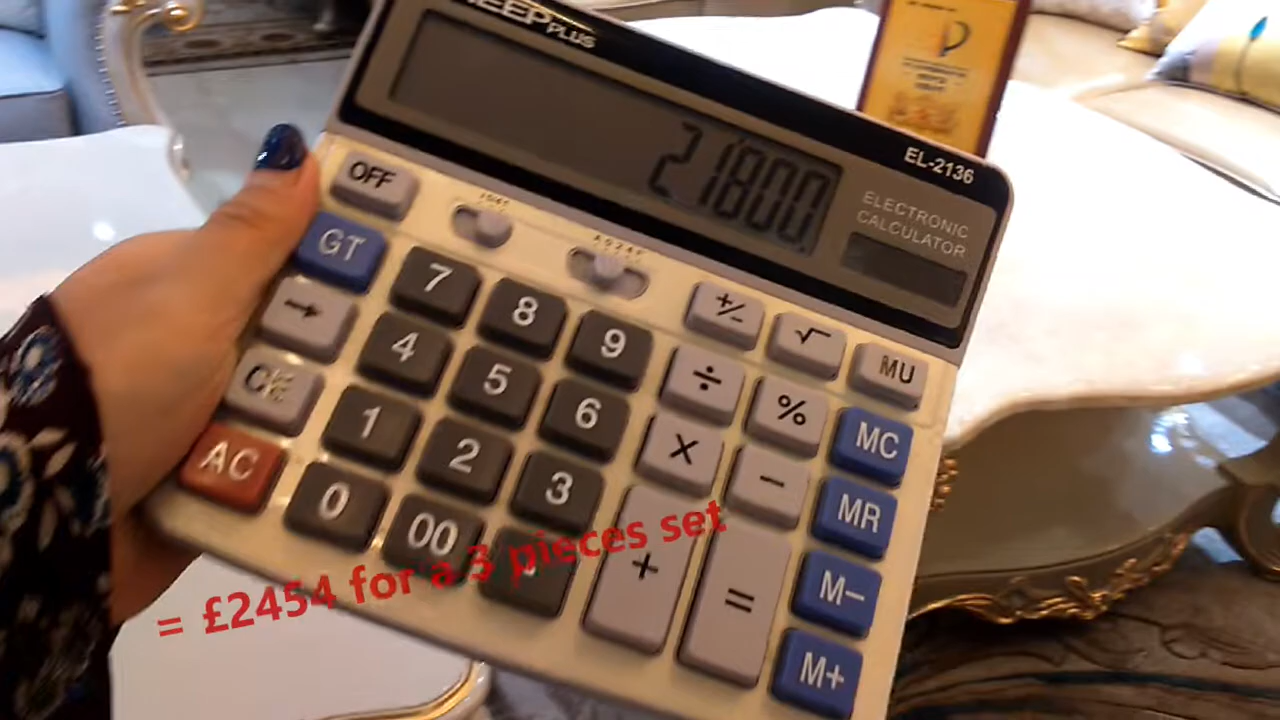 PLUS
21800.
EL-2136
ELECTRONIC
CALCULATOR
OFF
GT
7
8
9
+/−
√
MU
→
4
5
6
÷
%
MC
CE
1
2
3
×
−
MR
AC
0
00
.
+
=
M−
M+
= £2454 for a 3 pieces set